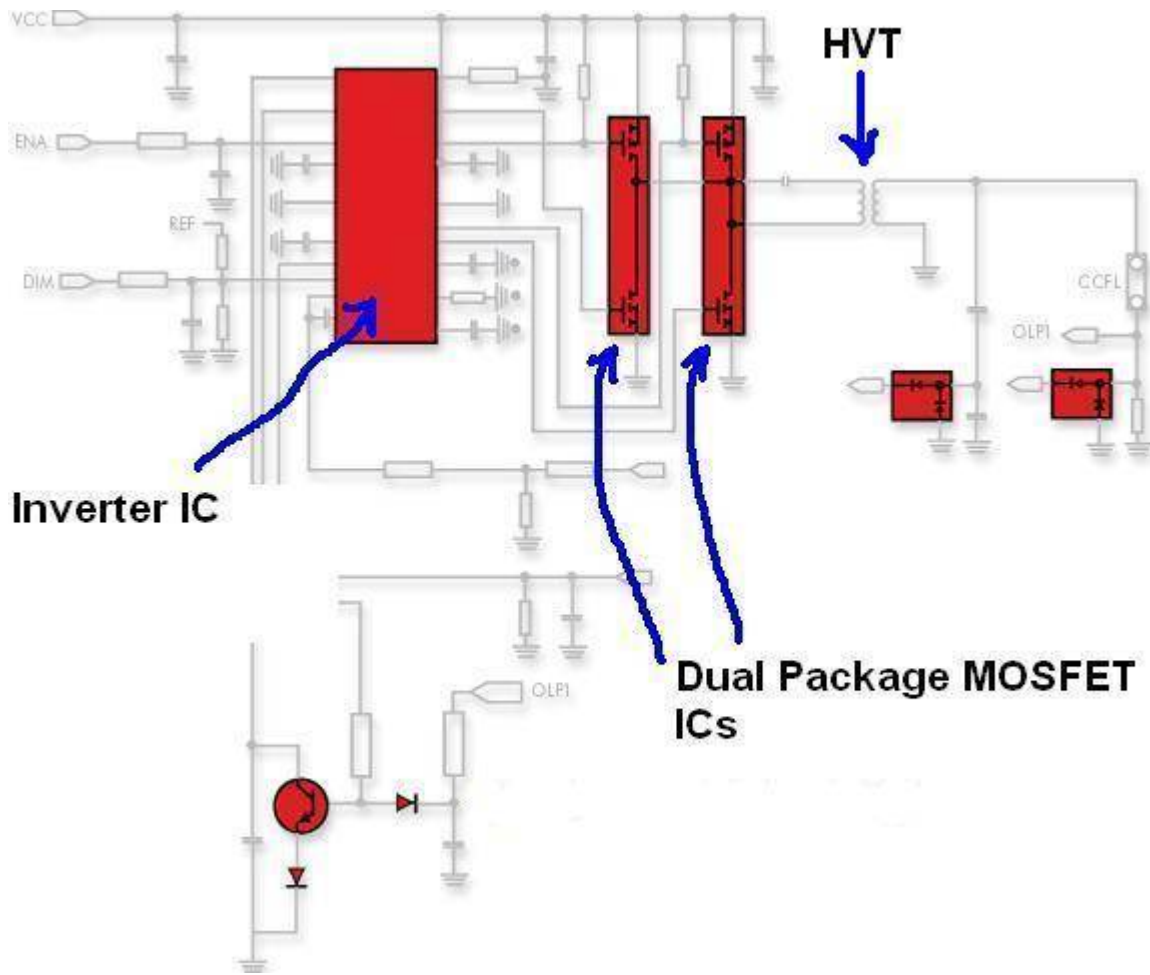 VCC
HVT
ENA
REF
DIM
CCFL
OLP1
Inverter IC
Dual Package MOSFET
ICs
OLP1